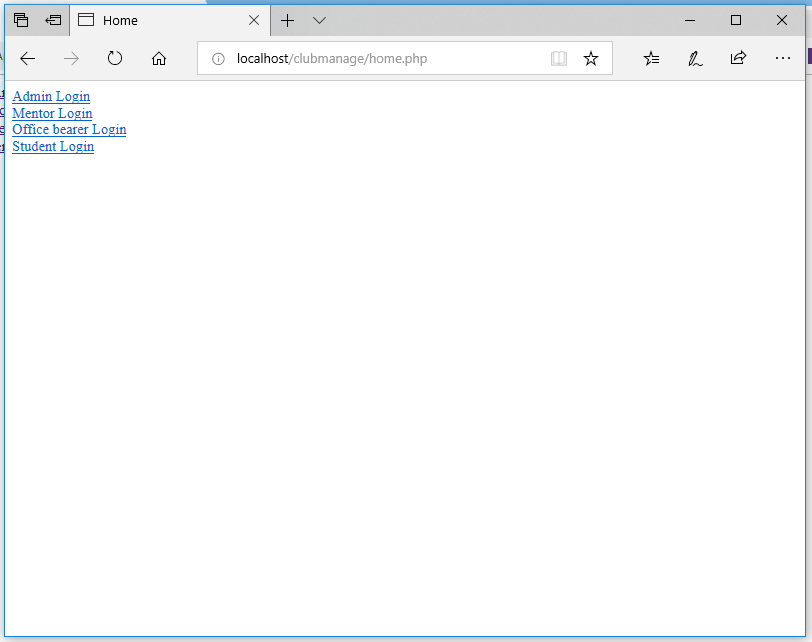 Home
localhost/clubmanage/home.php
Admin Login
Mentor Login
Office bearer Login
Student Login